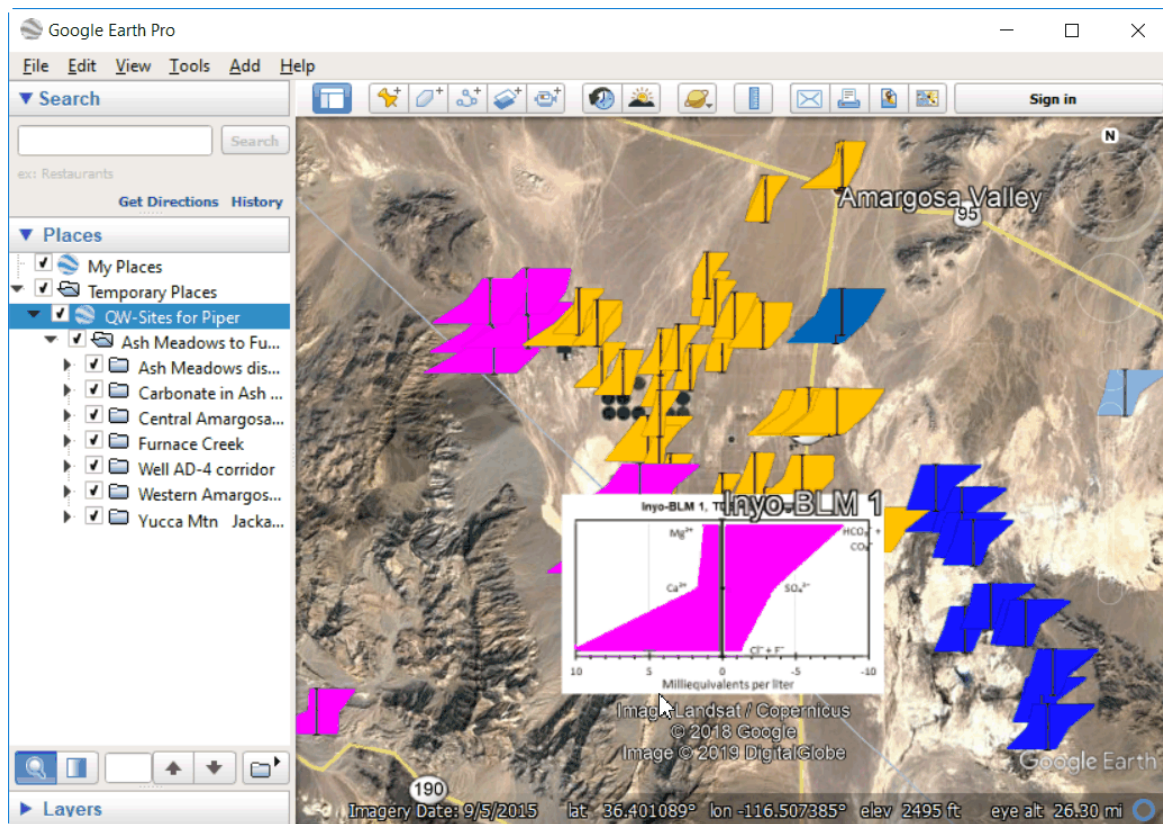 Google Earth Pro
File Edit View Tools Add Help
Search
Sign in
Search
ex: Restaurants
Get Directions History
Places
My Places
Temporary Places
QW-Sites for Piper
Ash Meadows to Fu...
Ash Meadows dis...
Carbonate in Ash ...
Central Amargosa...
Furnace Creek
Well AD-4 corridor
Western Amargos...
Yucca Mtn Jacka...
Layers
N
Amargosa Valley
95
Inyo-BLM 1
Inyo-BLM 1, T
Mg²⁺
HCO₃⁻ +
CO₃
Ca²⁺
SO₄²⁻
Cl⁻ + F⁻
10 5 0 -5 -10
Milliequivalents per liter
Image Landsat / Copernicus
© 2018 Google
Image © 2019 DigitalGlobe
Google Earth
190
Imagery Date: 9/5/2015 lat 36.401089° lon -116.507385° elev 2495 ft eye alt 26.30 mi